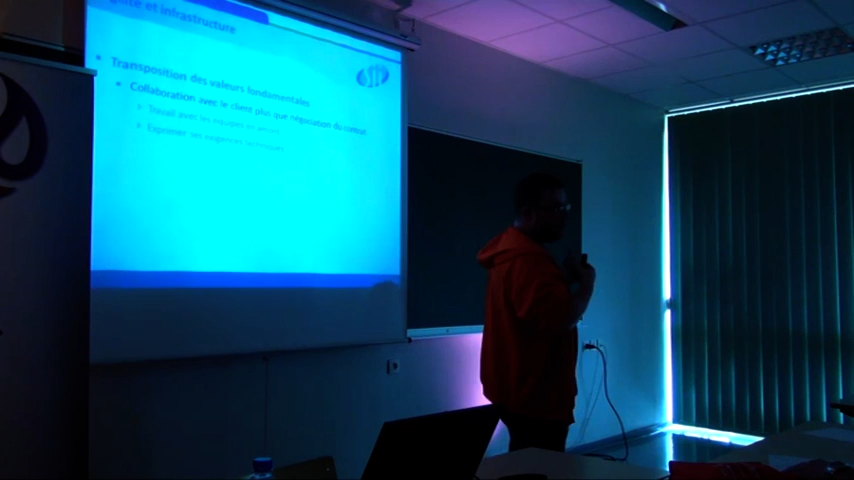 et infrastructure
Transposition des valeurs fondamentales
Collaboration avec le client plus que négociation du contrat
Travail avec les équipes en amont
Exprimer ses exigences techniques